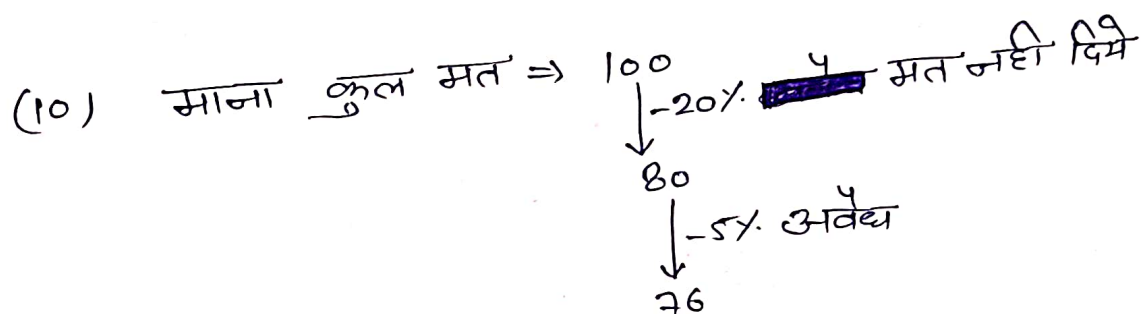 (10) माना कुल मत ⇒ 100
-20% मत नही दिये
80
-5% अवैध
76